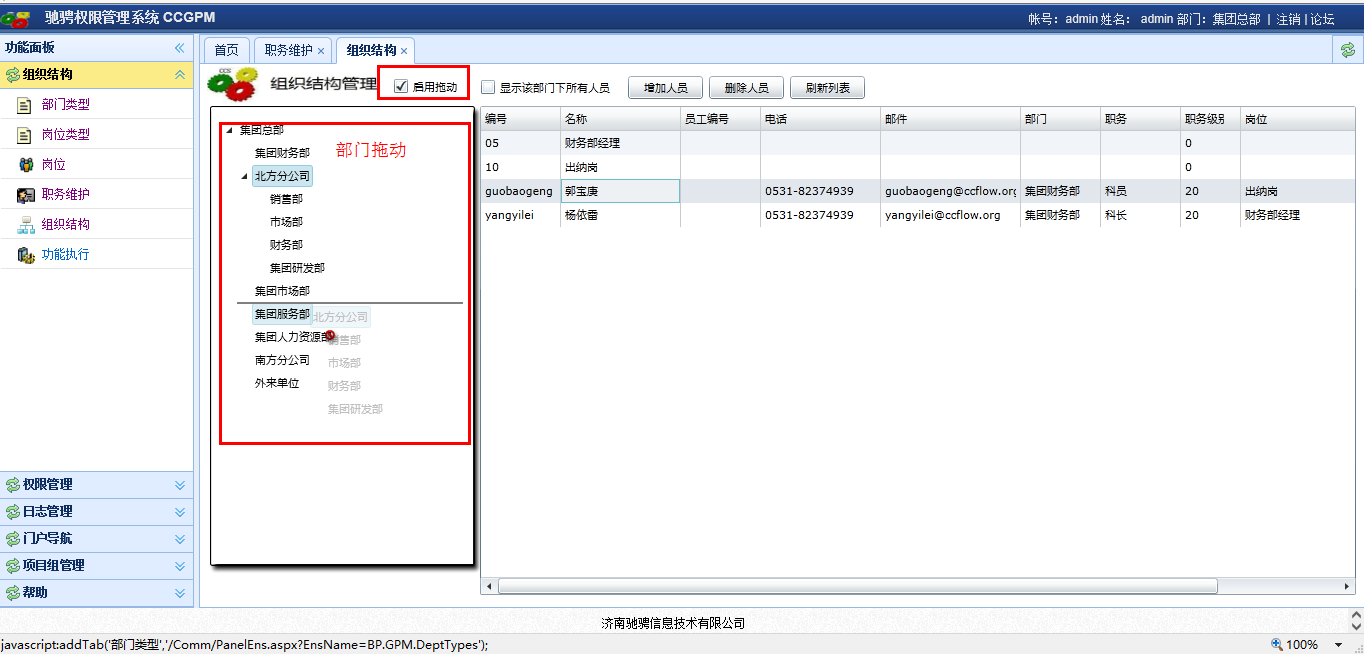 驰骋权限管理系统 CCGPM
帐号： admin 姓名： admin 部门： 集团总部 | 注销 | 论坛
功能面板
组织结构
部门类型
岗位类型
岗位
职务维护
组织结构
功能执行
权限管理
日志管理
门户导航
项目组管理
帮助
首页 职务维护 × 组织结构 ×
CCS
组织结构管理
启用拖动
显示该部门下所有人员 增加人员 删除人员 刷新列表
集团总部
集团财务部
部门拖动
北方分公司
销售部
市场部
财务部
集团研发部
集团市场部
集团服务部
北方分公司
集团人力资源部
销售部
南方分公司
市场部
外来单位
财务部
集团研发部
编号 名称 员工编号 电话 邮件 部门 职务 职务级别 岗位
05 财务部经理 0
10 出纳岗 0
guobaogeng 郭宝庚 0531-82374939 guobaogeng@ccflow.org 集团财务部 科员 20 出纳岗
yangyilei 杨依雷 0531-82374939 yangyilei@ccflow.org 集团财务部 科长 20 财务部经理
济南驰骋信息技术有限公司
javascript:addTab('部门类型','/Comm/PanelEns.aspx?EnsName=BP.GPM.DeptTypes');
100%